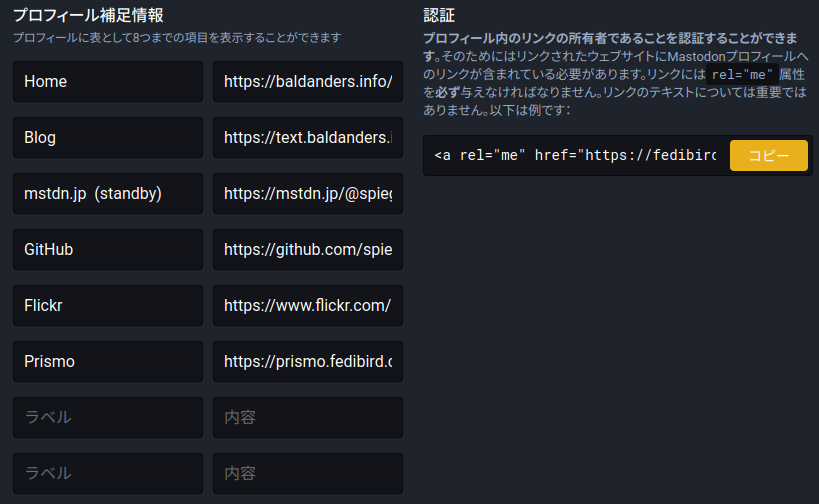 プロフィール補足情報
プロフィールに表として8つまでの項目を表示することができます
Home
https://baldanders.info/
Blog
https://text.baldanders.i
mstdn.jp (standby)
https://mstdn.jp/@spieg
GitHub
https://github.com/spie
Flickr
https://www.flickr.com/
Prismo
https://prismo.fedibird.c
ラベル
内容
ラベル
内容
認証
プロフィール内のリンクの所有者であることを認証することができま
す。そのためにはリンクされたウェブサイトにMastodonプロフィールへ
のリンクが含まれている必要があります。リンクには rel="me" 属性
を必ず与えなければなりません。リンクのテキストについては重要では
ありません。以下は例です:
<a rel="me" href="https://fedibird
コピー